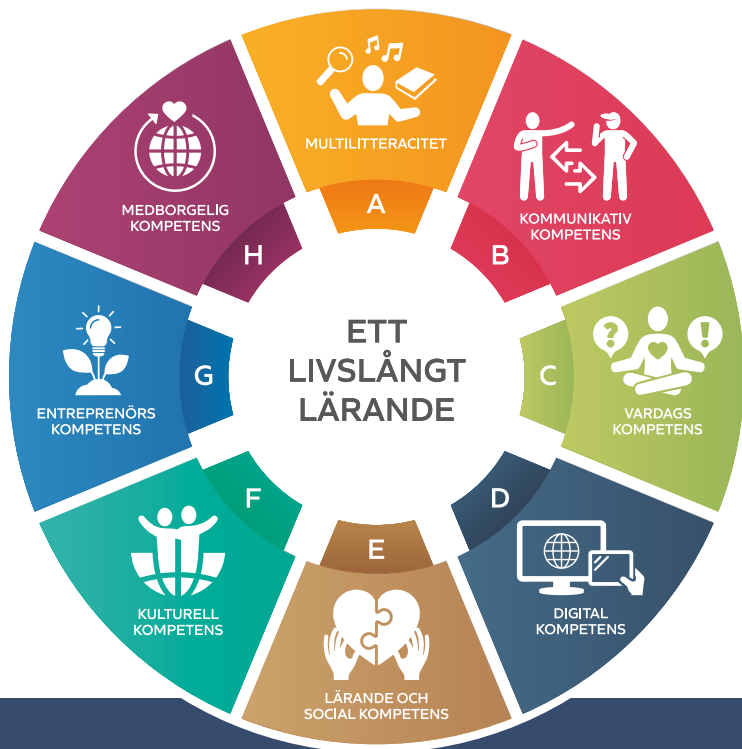 MULTILITTERACITET
A
KOMMUNIKATIV
KOMPETENS
B
VARDAGS
KOMPETENS
C
DIGITAL
KOMPETENS
D
LÄRANDE OCH
SOCIAL KOMPETENS
E
KULTURELL
KOMPETENS
F
ENTREPRENÖRS
KOMPETENS
G
MEDBORGELIG
KOMPETENS
H
ETT
LIVSLÅNGT
LÄRANDE
?
!